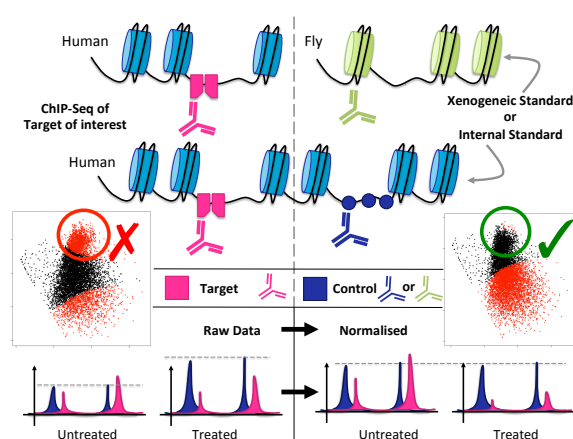 Human
Fly
ChIP-Seq of
Target of interest
Xenogeneic Standard
or
Internal Standard
Human
Target
Control
or
Raw Data
Normalised
Untreated
Treated
Untreated
Treated